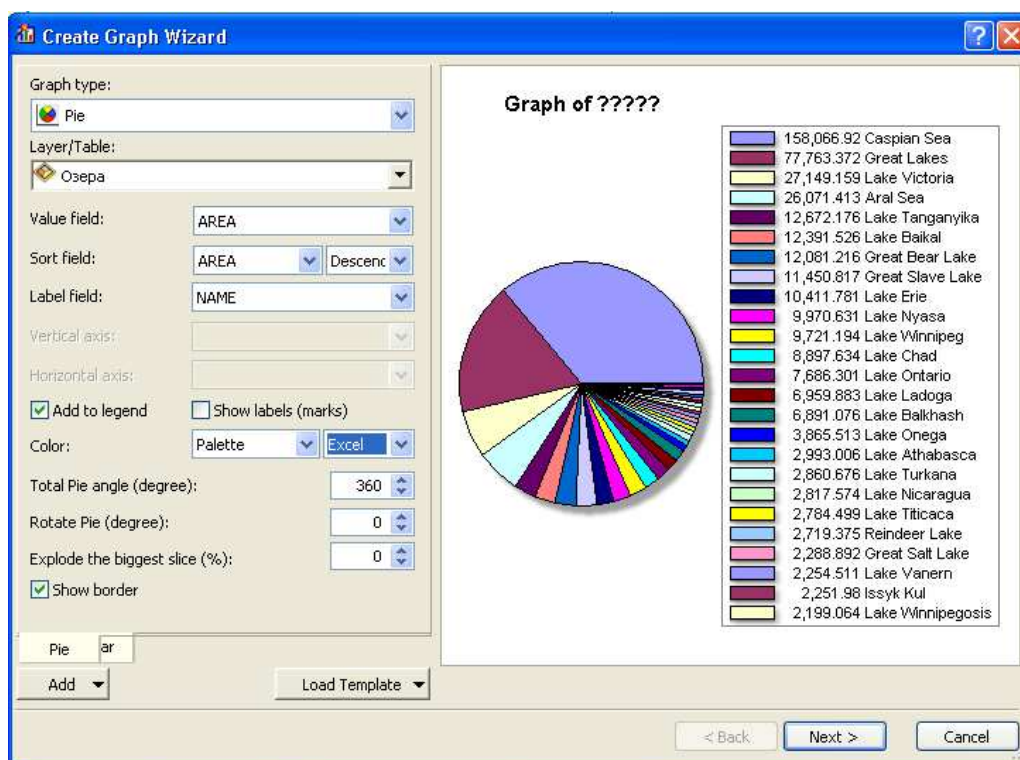 Create Graph Wizard
Graph type:
Pie
Layer/Table:
Озера
Value field:
AREA
Sort field:
AREA
Descenc
Label field:
NAME
Vertical axis:
Horizontal axis:
Add to legend
Show labels (marks)
Color:
Palette
Excel
Total Pie angle (degree):
360
Rotate Pie (degree):
0
Explode the biggest slice (%):
0
Show border
Pie
ar
Add
Load Template
Graph of ?????
158,066.92 Caspian Sea
77,763.372 Great Lakes
27,149.159 Lake Victoria
26,071.413 Aral Sea
12,672.176 Lake Tanganyika
12,391.526 Lake Baikal
12,081.216 Great Bear Lake
11,450.817 Great Slave Lake
10,411.781 Lake Erie
9,970.631 Lake Nyasa
9,721.194 Lake Winnipeg
8,897.634 Lake Chad
7,686.301 Lake Ontario
6,959.883 Lake Ladoga
6,891.076 Lake Balkhash
3,865.513 Lake Onega
2,993.006 Lake Athabasca
2,860.676 Lake Turkana
2,817.574 Lake Nicaragua
2,784.499 Lake Titicaca
2,719.375 Reindeer Lake
2,288.892 Great Salt Lake
2,254.511 Lake Vanern
2,251.98 Issyk Kul
2,199.064 Lake Winnipegosis
< Back
Next >
Cancel